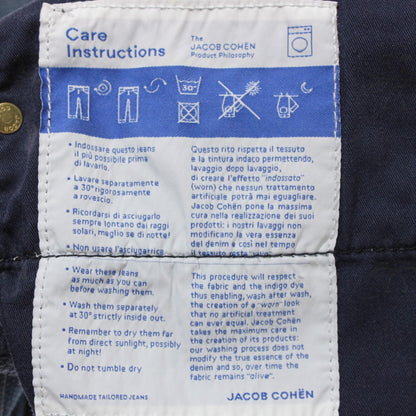 Care
Instructions
The
JACOB COHËN
Product Philosophy
30°
• Indossare questo jeans
il più possibile prima
di lavarlo.
• Lavare separatamente
a 30° rigorosamente
a rovescio.
• Ricordarsi di asciugarlo
sempre lontano dai raggi
solari, meglio se di notte!
• Non usare l'asciugatrice
Questo rito rispetta il tessuto
e la tintura indaco permettendo,
lavaggio dopo lavaggio,
di creare l'effetto "indossato"
(worn) che nessun trattamento
artificiale potrà mai eguagliare.
Jacob Cohën pone la massima
cura nella realizzazione dei suoi
prodotti: i nostri lavaggi non
modificano la vera essenza
del denim e così nel tempo
il tessuto resta
• Wear these jeans
as much as you can
before washing them.
• Wash them separately
at 30° strictly inside out.
• Remember to dry them far
from direct sunlight, possibly
at night!
• Do not tumble dry
This procedure will respect
the fabric and the indigo dye
thus enabling, wash after wash,
the creation of a "worn" look
that no artificial treatment
can ever equal. Jacob Cohën
takes the maximum care in
the creation of its products:
our washing process does not
modify the true essence of the
denim and so, over time the
fabric remains "alive".
HANDMADE TAILORED JEANS
JACOB COHËN